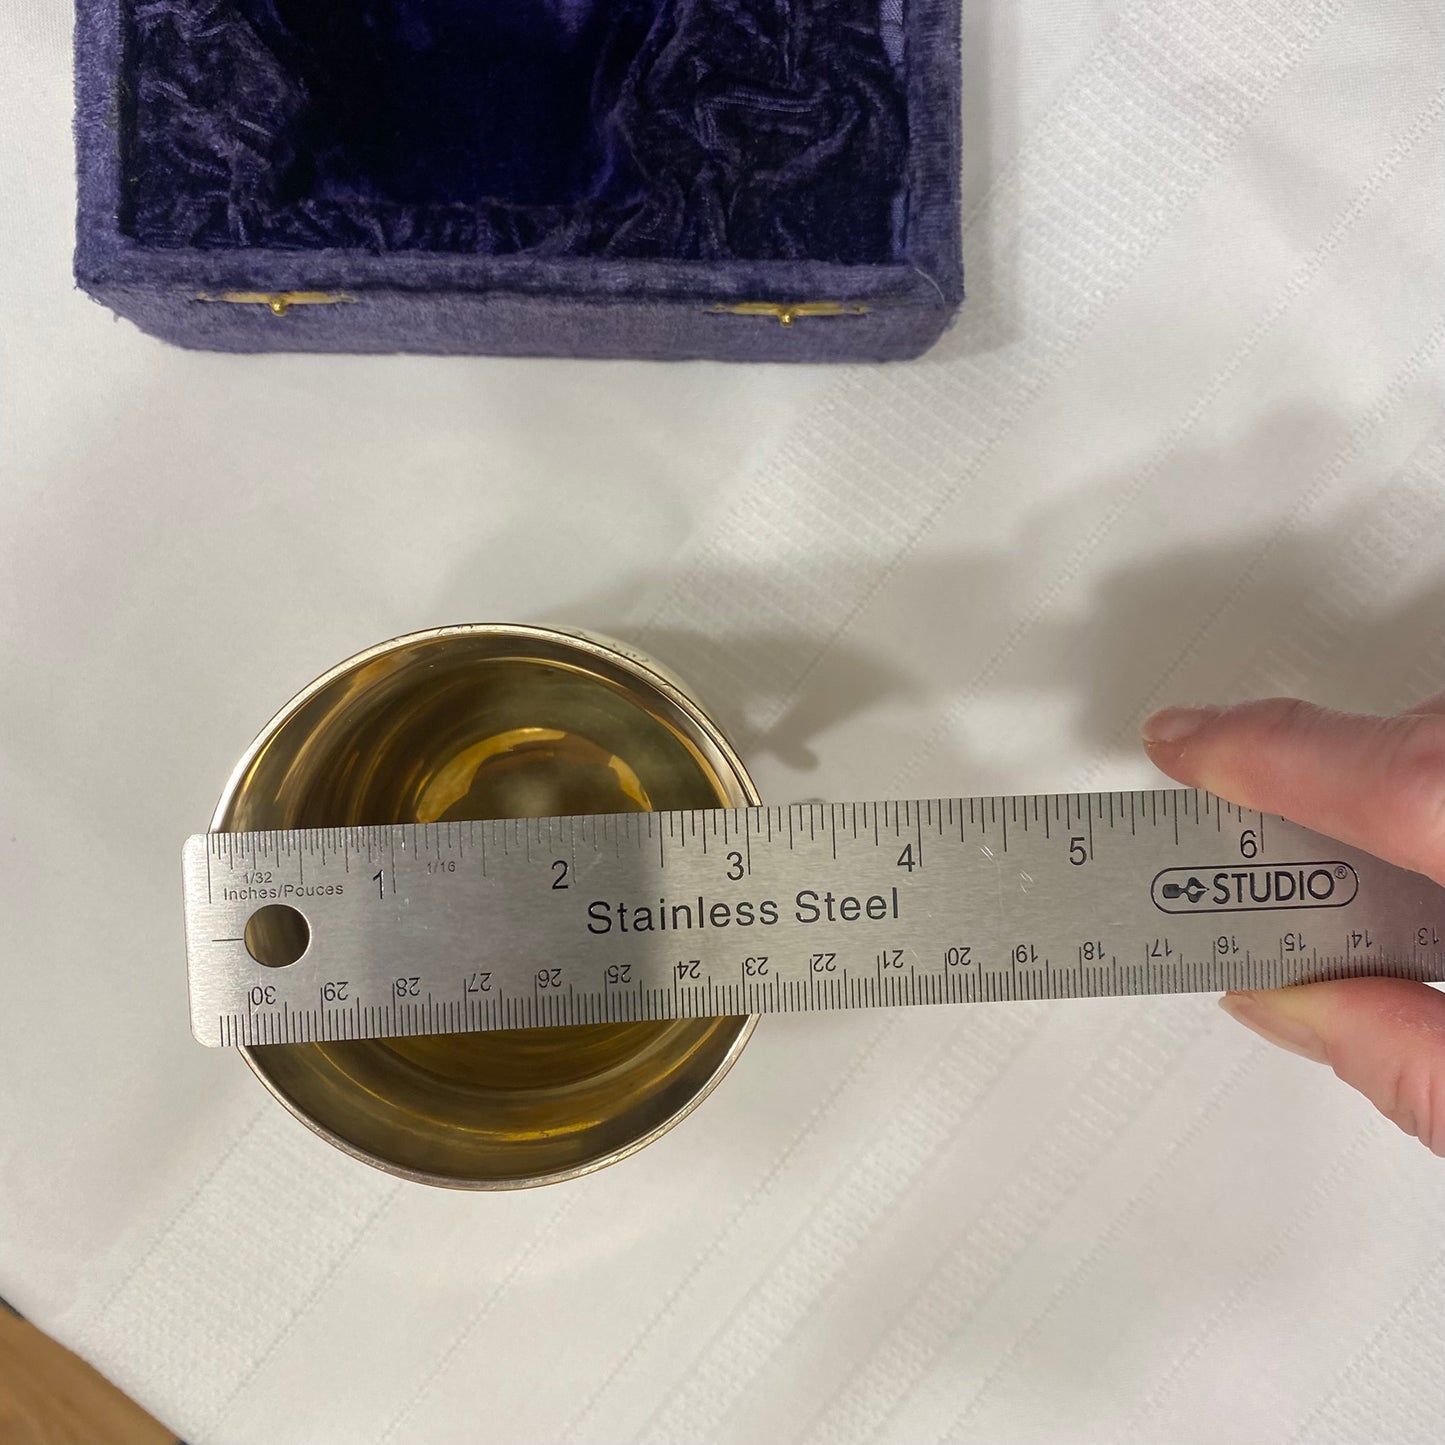 1 2 3 4 5 6
1/32 1/16
Inches/Pouces
STUDIO®
Stainless Steel
30 29 28 27 26 25 24 23 22 21 20 19 18 17 16 15 14 13